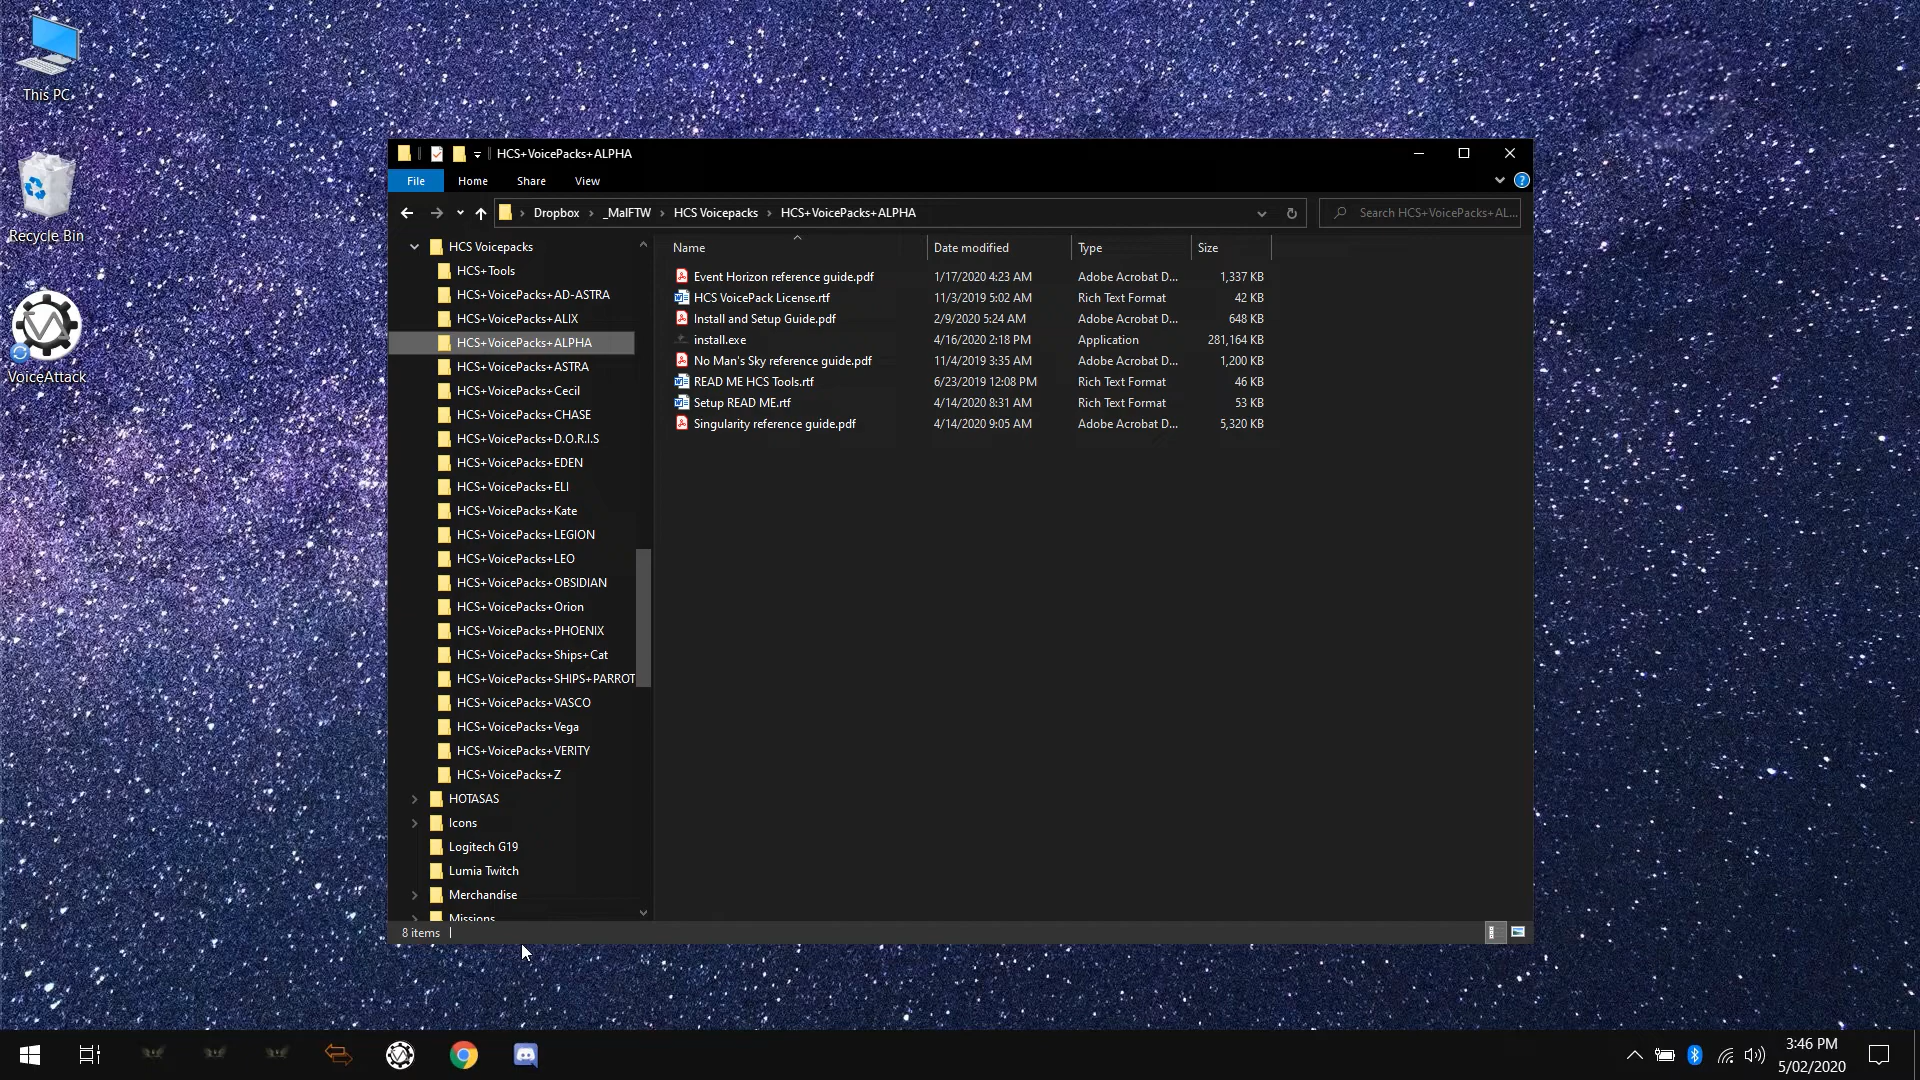 This PC
Recycle Bin
VoiceAttack
HCS+VoicePacks+ALPHA
File Home Share View
Dropbox › _MalFTW › HCS Voicepacks › HCS+VoicePacks+ALPHA
Search HCS+VoicePacks+AL...
HCS Voicepacks
HCS+Tools
HCS+VoicePacks+AD-ASTRA
HCS+VoicePacks+ALIX
HCS+VoicePacks+ALPHA
HCS+VoicePacks+ASTRA
HCS+VoicePacks+Cecil
HCS+VoicePacks+CHASE
HCS+VoicePacks+D.O.R.I.S
HCS+VoicePacks+EDEN
HCS+VoicePacks+ELI
HCS+VoicePacks+Kate
HCS+VoicePacks+LEGION
HCS+VoicePacks+LEO
HCS+VoicePacks+OBSIDIAN
HCS+VoicePacks+Orion
HCS+VoicePacks+PHOENIX
HCS+VoicePacks+Ships+Cat
HCS+VoicePacks+SHIPS+PARROT
HCS+VoicePacks+VASCO
HCS+VoicePacks+Vega
HCS+VoicePacks+VERITY
HCS+VoicePacks+Z
HOTASAS
Icons
Logitech G19
Lumia Twitch
Merchandise
Missions
Name Date modified Type Size
Event Horizon reference guide.pdf 1/17/2020 4:23 AM Adobe Acrobat D... 1,337 KB
HCS VoicePack License.rtf 11/3/2019 5:02 AM Rich Text Format 42 KB
Install and Setup Guide.pdf 2/9/2020 5:24 AM Adobe Acrobat D... 648 KB
install.exe 4/16/2020 2:18 PM Application 281,164 KB
No Man's Sky reference guide.pdf 11/4/2019 3:35 AM Adobe Acrobat D... 1,200 KB
READ ME HCS Tools.rtf 6/23/2019 12:08 PM Rich Text Format 46 KB
Setup READ ME.rtf 4/14/2020 8:31 AM Rich Text Format 53 KB
Singularity reference guide.pdf 4/14/2020 9:05 AM Adobe Acrobat D... 5,320 KB
8 items
3:46 PM
5/02/2020